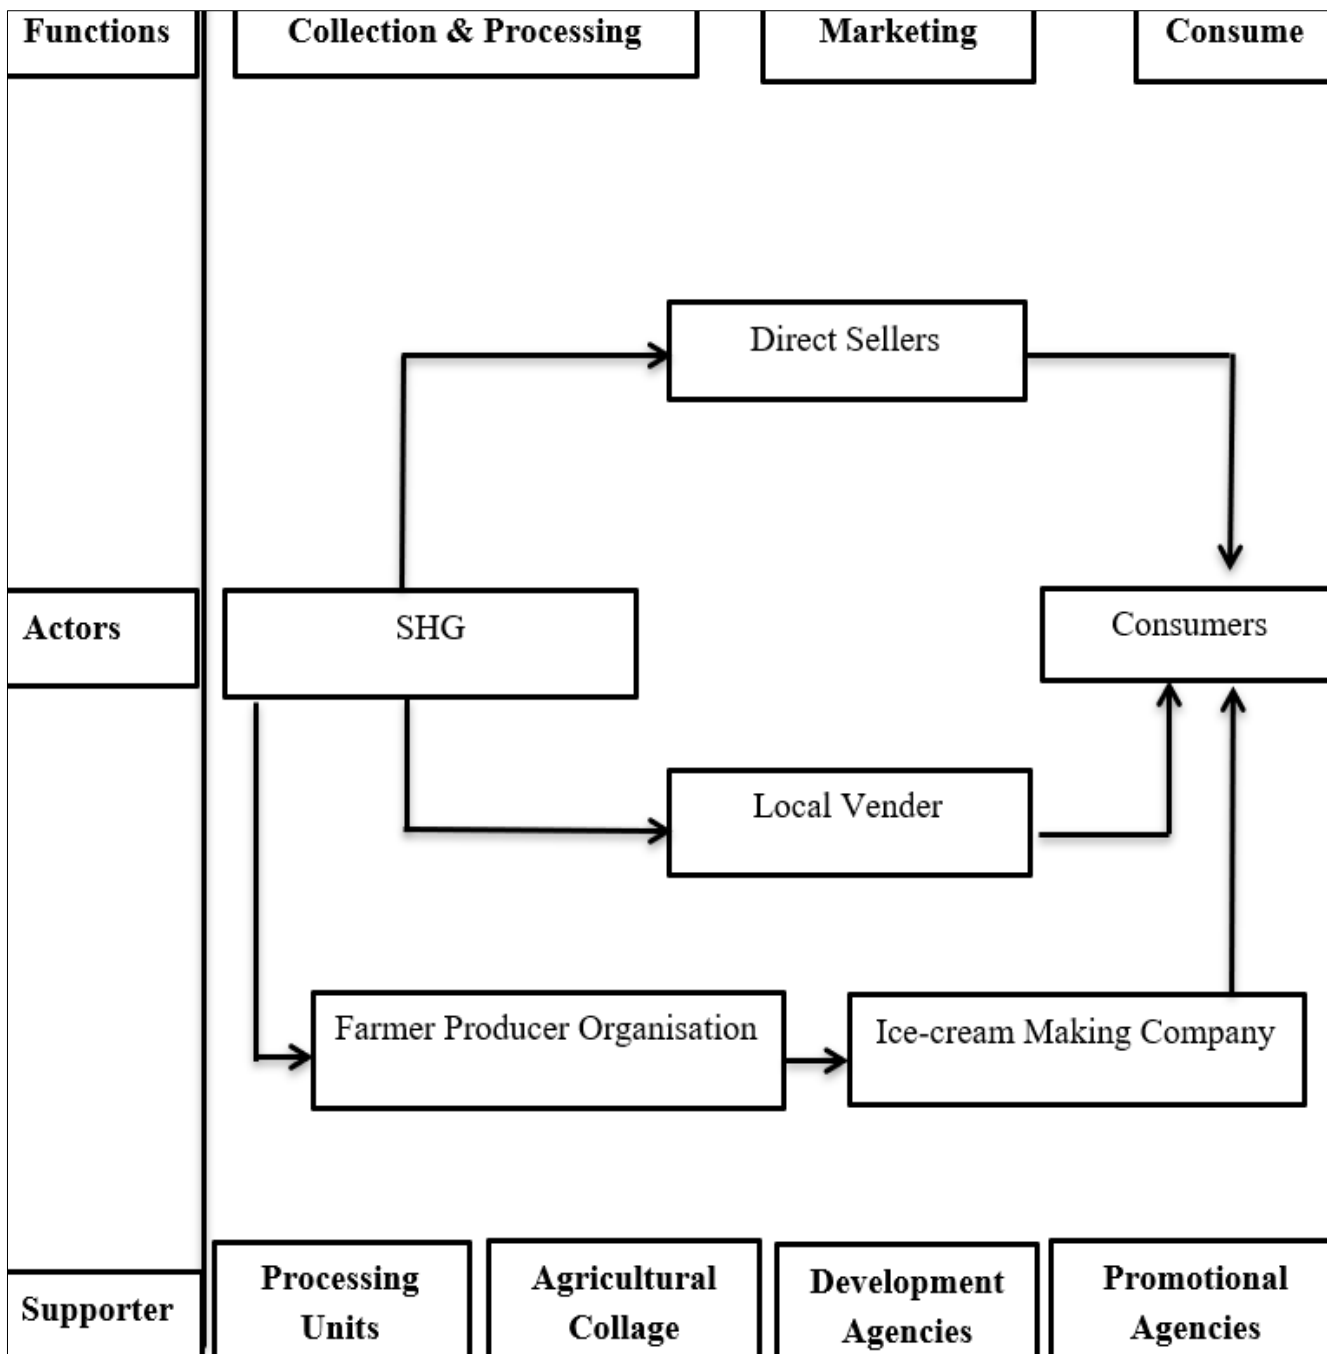 Functions
Collection & Processing
Marketing
Consume
Direct Sellers
Actors
SHG
Consumers
Local Vender
Farmer Producer Organisation
Ice-cream Making Company
Supporter
Processing
Units
Agricultural
Collage
Development
Agencies
Promotional
Agencies